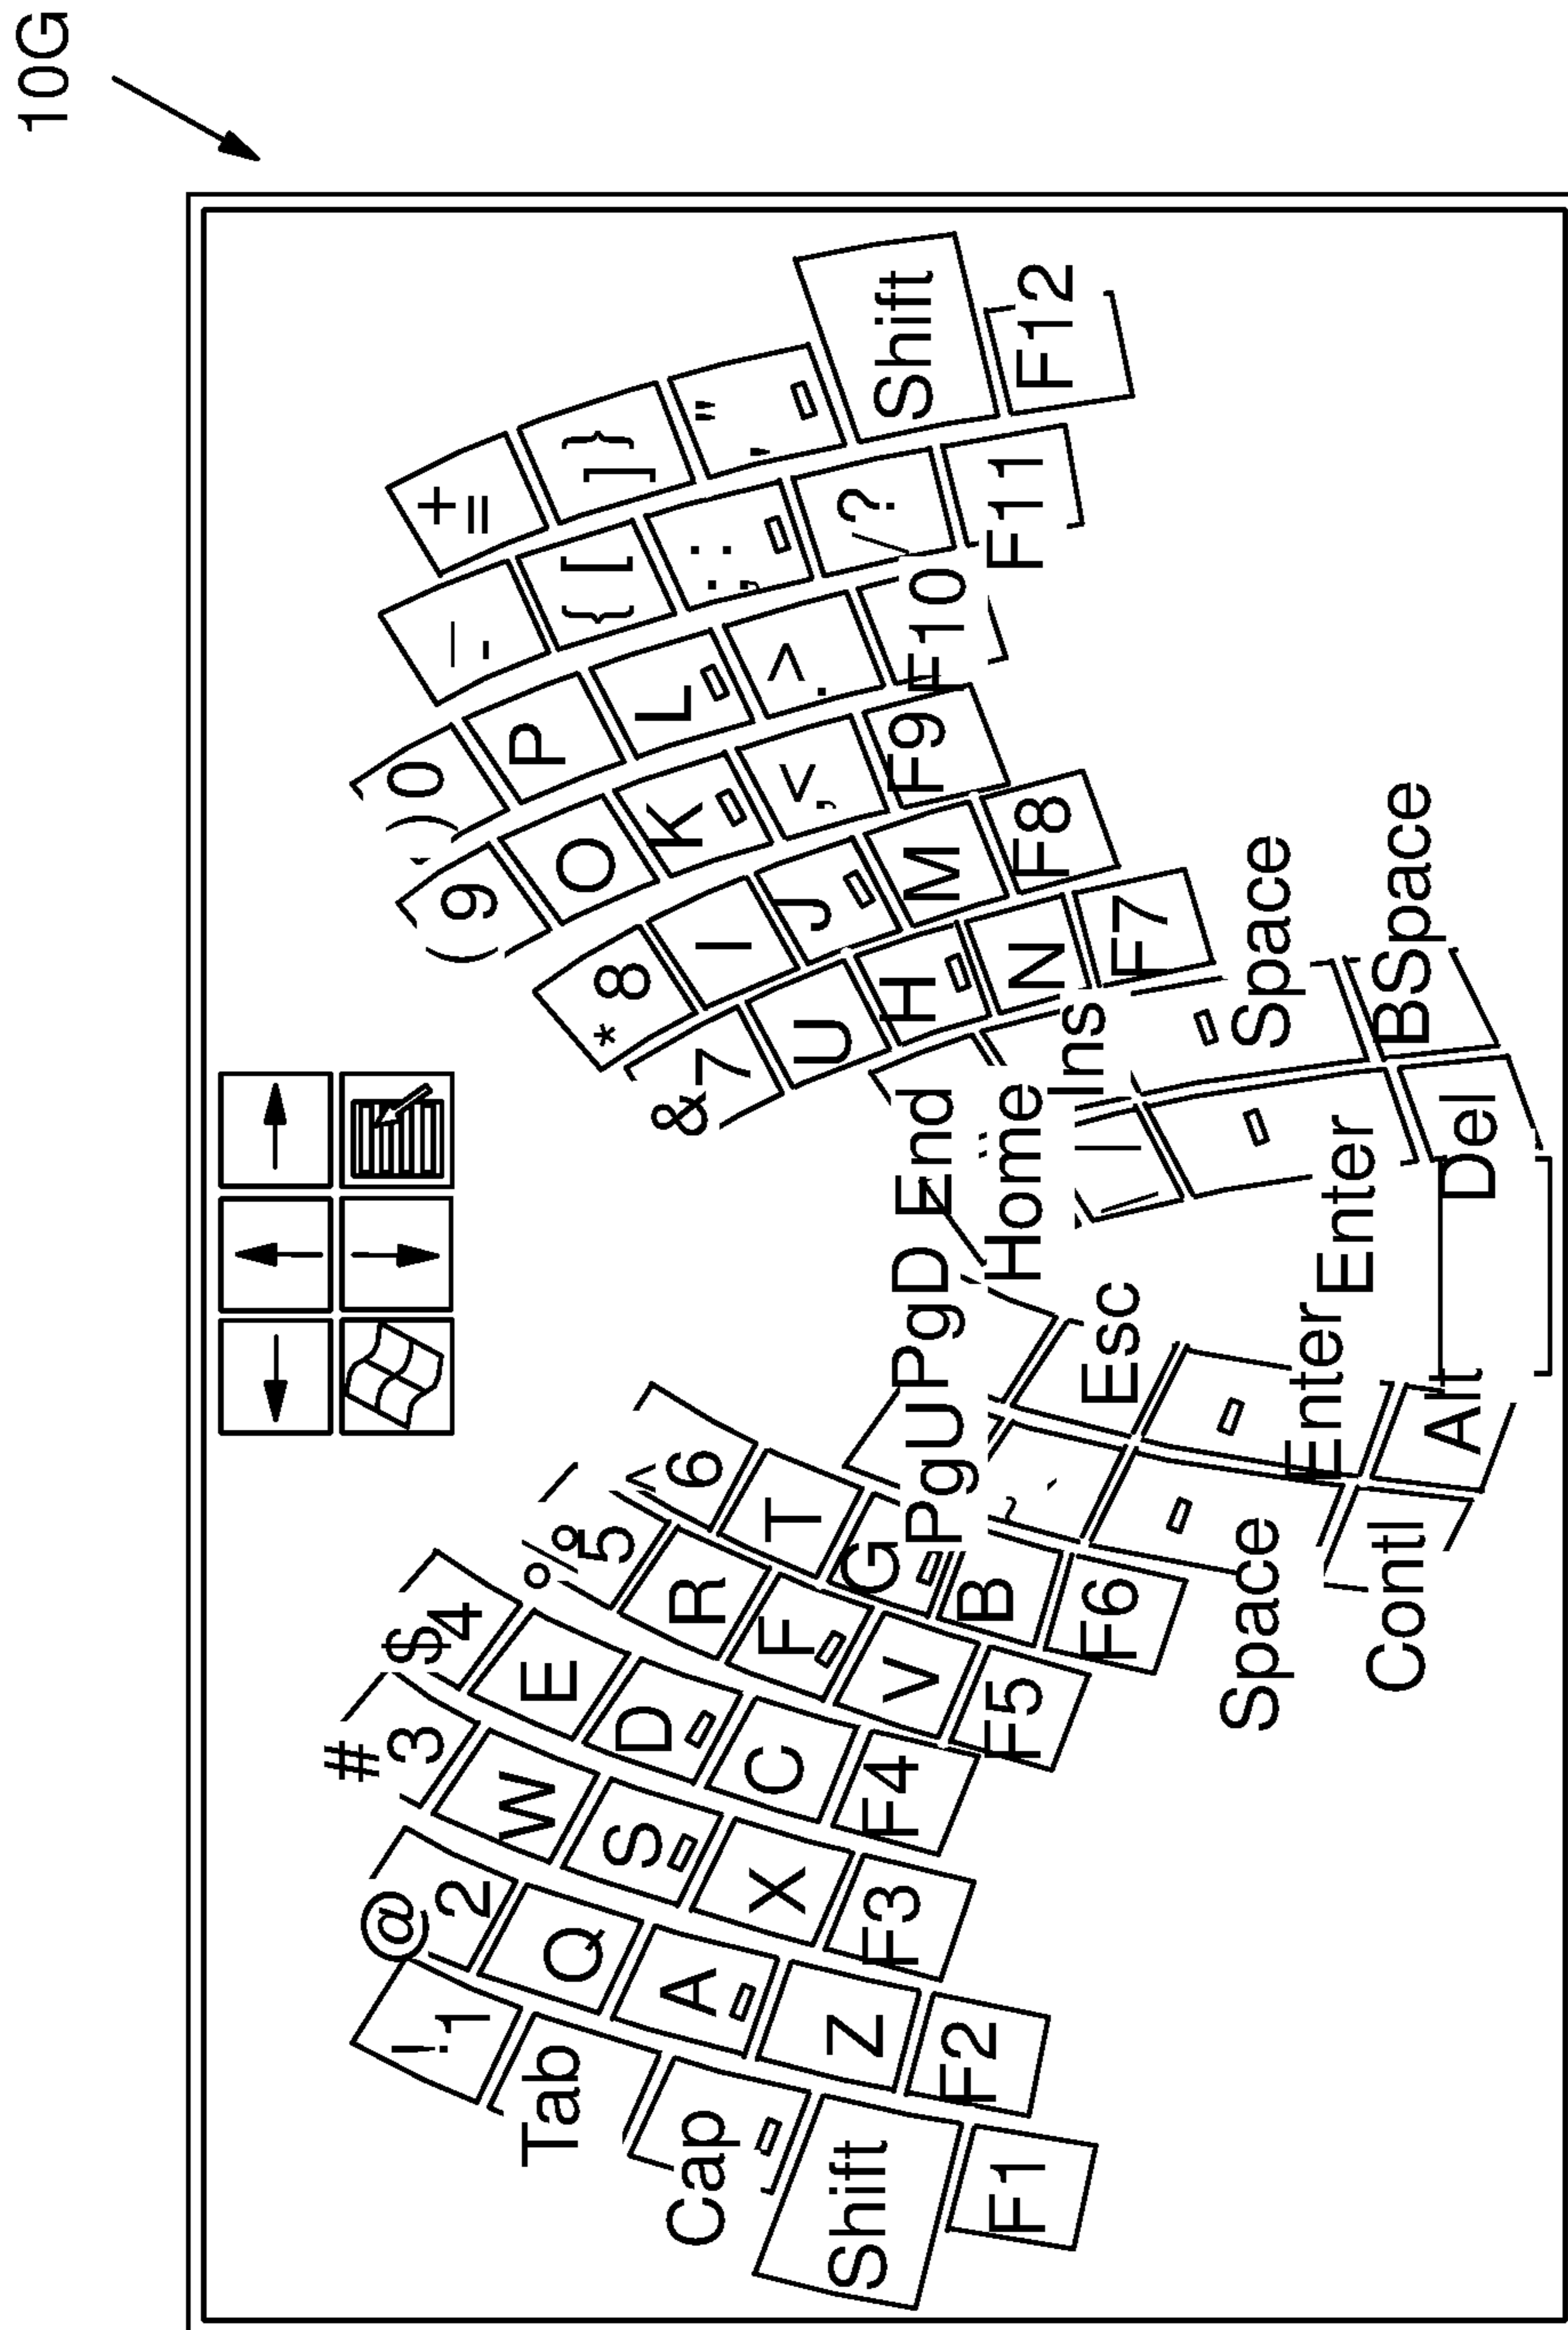 10G
! 1 @ 2 # 3 $ 4 % 5 ^ 6 & 7 * 8 ( 9 ) 0 _ - + =
Tab Q W E R T U I O P { [ ] }
Cap A S D F G H J K L : ; " '
Shift Z X C V B N M < , > . / ? Shift
F1 F2 F3 F4 F5 F6 F7 F8 F9 F10 F11 F12
PgU PgD End
Home Ins
~ ` Esc | \
Space Enter Enter Space
Contl Alt Del BSpace